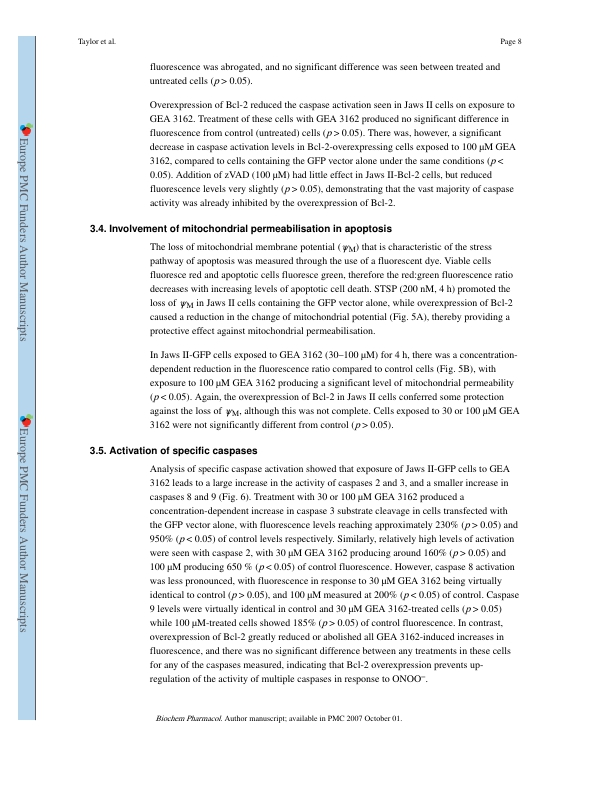 Taylor et al.
Page 8
fluorescence was abrogated, and no significant difference was seen between treated and
untreated cells (p > 0.05).
Overexpression of Bcl-2 reduced the caspase activation seen in Jaws II cells on exposure to
GEA 3162. Treatment of these cells with GEA 3162 produced no significant difference in
fluorescence from control (untreated) cells (p > 0.05). There was, however, a significant
decrease in caspase activation levels in Bcl-2-overexpressing cells exposed to 100 μM GEA
3162, compared to cells containing the GFP vector alone under the same conditions (p <
0.05). Addition of zVAD (100 μM) had little effect in Jaws II-Bcl-2 cells, but reduced
fluorescence levels very slightly (p > 0.05), demonstrating that the vast majority of caspase
activity was already inhibited by the overexpression of Bcl-2.
3.4. Involvement of mitochondrial permeabilisation in apoptosis
The loss of mitochondrial membrane potential (ψM) that is characteristic of the stress
pathway of apoptosis was measured through the use of a fluorescent dye. Viable cells
fluoresce red and apoptotic cells fluoresce green, therefore the red:green fluorescence ratio
decreases with increasing levels of apoptotic cell death. STSP (200 nM, 4 h) promoted the
loss of ψM in Jaws II cells containing the GFP vector alone, while overexpression of Bcl-2
caused a reduction in the change of mitochondrial potential (Fig. 5A), thereby providing a
protective effect against mitochondrial permeabilisation.
In Jaws II-GFP cells exposed to GEA 3162 (30–100 μM) for 4 h, there was a concentration-
dependent reduction in the fluorescence ratio compared to control cells (Fig. 5B), with
exposure to 100 μM GEA 3162 producing a significant level of mitochondrial permeability
(p < 0.05). Again, the overexpression of Bcl-2 in Jaws II cells conferred some protection
against the loss of ψM, although this was not complete. Cells exposed to 30 or 100 μM GEA
3162 were not significantly different from control (p > 0.05).
3.5. Activation of specific caspases
Analysis of specific caspase activation showed that exposure of Jaws II-GFP cells to GEA
3162 leads to a large increase in the activity of caspases 2 and 3, and a smaller increase in
caspases 8 and 9 (Fig. 6). Treatment with 30 or 100 μM GEA 3162 produced a
concentration-dependent increase in caspase 3 substrate cleavage in cells transfected with
the GFP vector alone, with fluorescence levels reaching approximately 230% (p > 0.05) and
950% (p < 0.05) of control levels respectively. Similarly, relatively high levels of activation
were seen with caspase 2, with 30 μM GEA 3162 producing around 160% (p > 0.05) and
100 μM producing 650 % (p < 0.05) of control fluorescence. However, caspase 8 activation
was less pronounced, with fluorescence in response to 30 μM GEA 3162 being virtually
identical to control (p > 0.05), and 100 μM measured at 200% (p < 0.05) of control. Caspase
9 levels were virtually identical in control and 30 μM GEA 3162-treated cells (p > 0.05)
while 100 μM-treated cells showed 185% (p > 0.05) of control fluorescence. In contrast,
overexpression of Bcl-2 greatly reduced or abolished all GEA 3162-induced increases in
fluorescence, and there was no significant difference between any treatments in these cells
for any of the caspases measured, indicating that Bcl-2 overexpression prevents up-
regulation of the activity of multiple caspases in response to ONOO−.
Biochem Pharmacol. Author manuscript; available in PMC 2007 October 01.
Europe PMC Funders Author Manuscripts
Europe PMC Funders Author Manuscripts